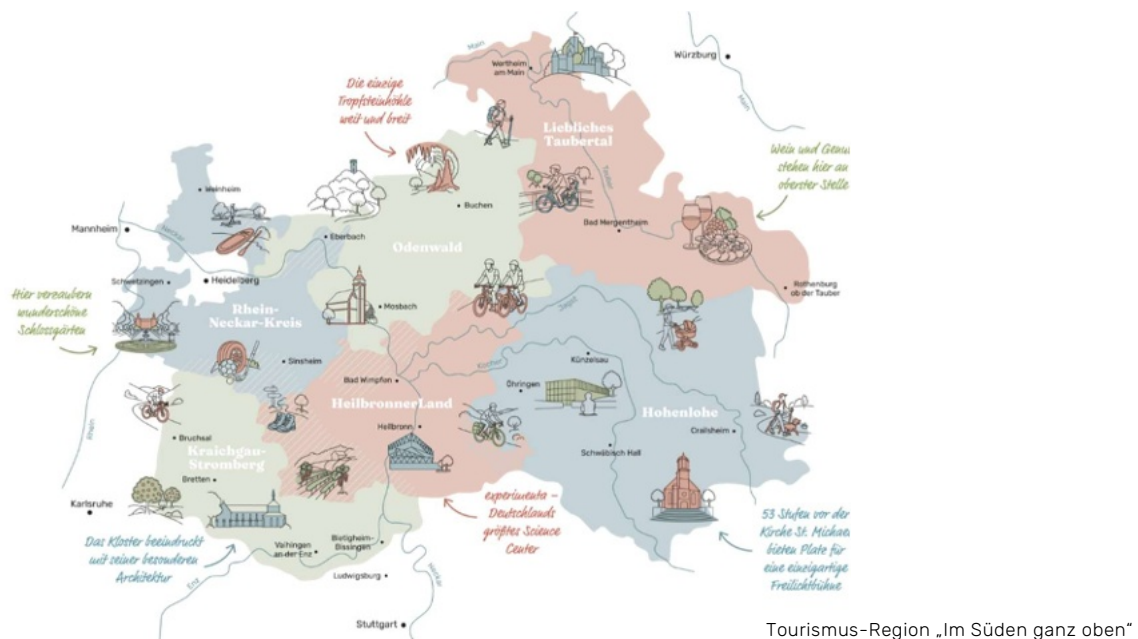 Main
Wertheim
am Main
Würzburg
Main
Die einzige
Tropfsteinhöhle
weit und breit
Liebliches
Taubertal
Tauber
Wein und Genu
stehen hier an
oberster Stelle
Weinheim
Buchen
Bad Mergentheim
Mannheim
Neckar
Eberbach
Odenwald
Schwetzingen
Heidelberg
Rothenburg
ob der Tauber
Hier verzaubern
wunderschöne
Schlossgärten
Rhein-
Neckar-Kreis
Mosbach
Jagst
Sinsheim
Kocher
Künzelsau
Bad Wimpfen
Öhringen
HeilbronnerLand
Hohenlohe
Rhein
Heilbronn
Crailsheim
Bruchsal
Kraichgau-
Stromberg
Schwäbisch Hall
Bretten
Karlsruhe
experimenta –
Deutschlands
größtes Science
Center
53 Stufen vor der
Kirche St. Michae
bieten Platz für
eine einzigartige
Freilichtbühne
Das Kloster beeindruckt
mit seiner besonderen
Architektur
Vaihingen
an der Enz
Bietigheim-
Bissingen
Enz
Ludwigsburg
Neckar
Stuttgart
Tourismus-Region „Im Süden ganz oben“